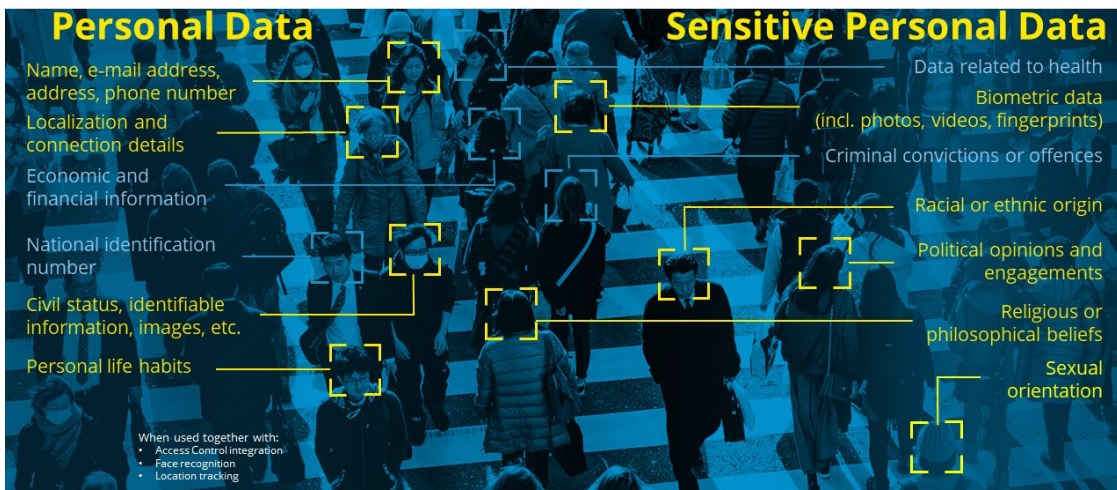 Personal Data
Name, e-mail address,
address, phone number
Localization and
connection details
Economic and
financial information
National identification
number
Civil status, identifiable
information, images, etc.
Personal life habits
When used together with:
• Access Control integration
• Face recognition
• Location tracking
Sensitive Personal Data
Data related to health
Biometric data
(incl. photos, videos, fingerprints)
Criminal convictions or offences
Racial or ethnic origin
Political opinions and
engagements
Religious or
philosophical beliefs
Sexual
orientation